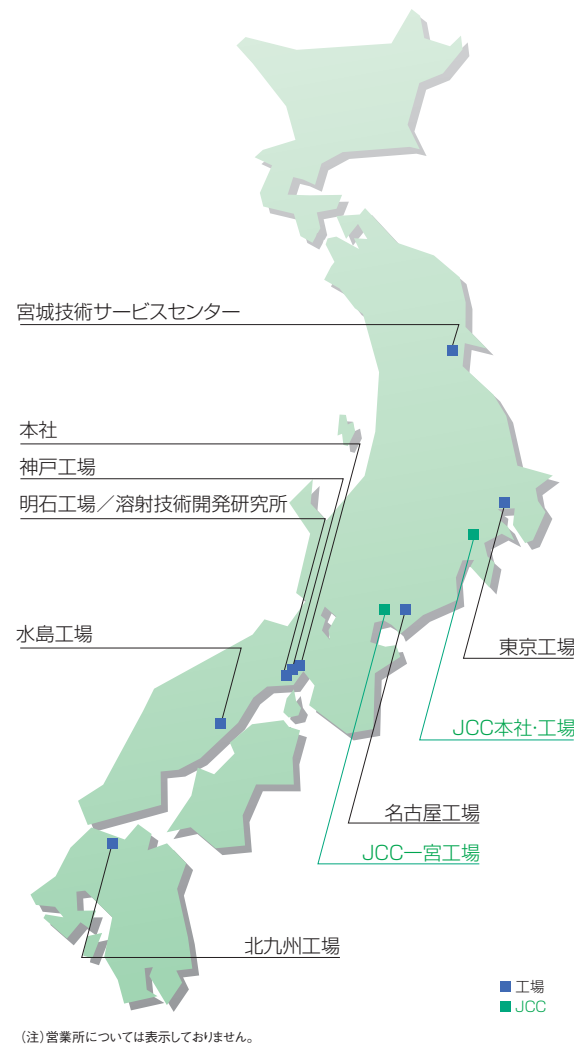 宮城技術サービスセンター
本社
神戸工場
明石工場／溶射技術開発研究所
水島工場
東京工場
JCC本社・工場
名古屋工場
JCC一宮工場
北九州工場
工場
JCC
（注）営業所については表示しておりません。